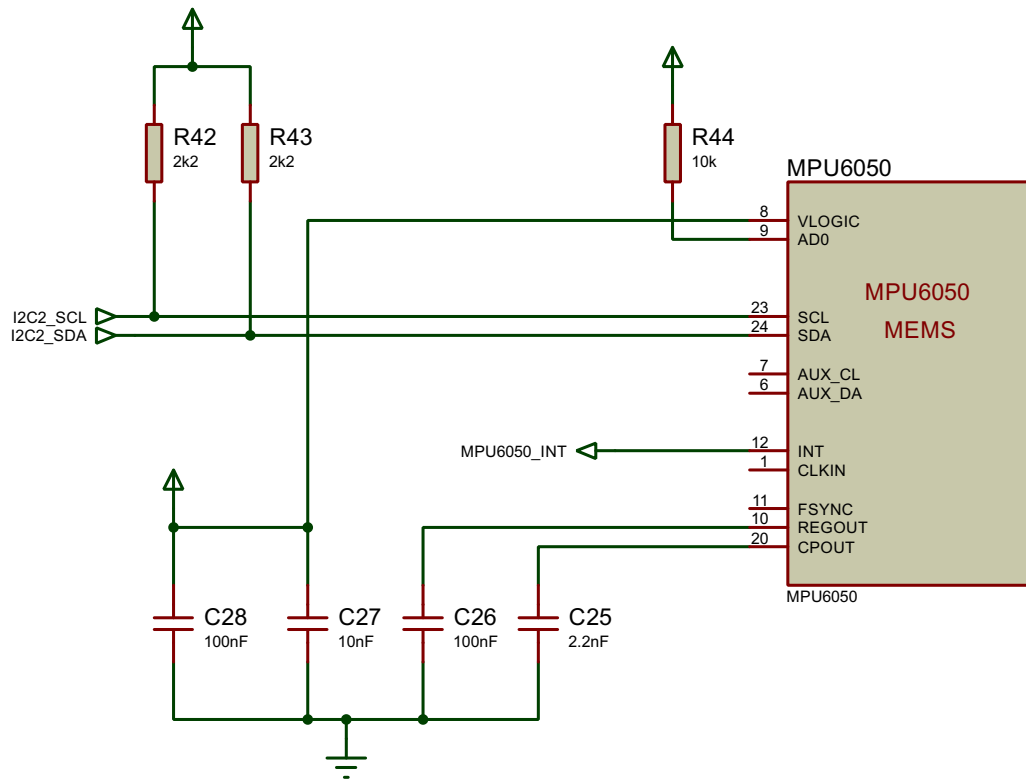 R42
2k2
R43
2k2
R44
10k
MPU6050
8
VLOGIC
9
AD0
MPU6050
MEMS
I2C2_SCL
23
SCL
I2C2_SDA
24
SDA
7
AUX_CL
6
AUX_DA
MPU6050_INT
12
INT
1
CLKIN
11
FSYNC
10
REGOUT
20
CPOUT
MPU6050
C28
100nF
C27
10nF
C26
100nF
C25
2.2nF